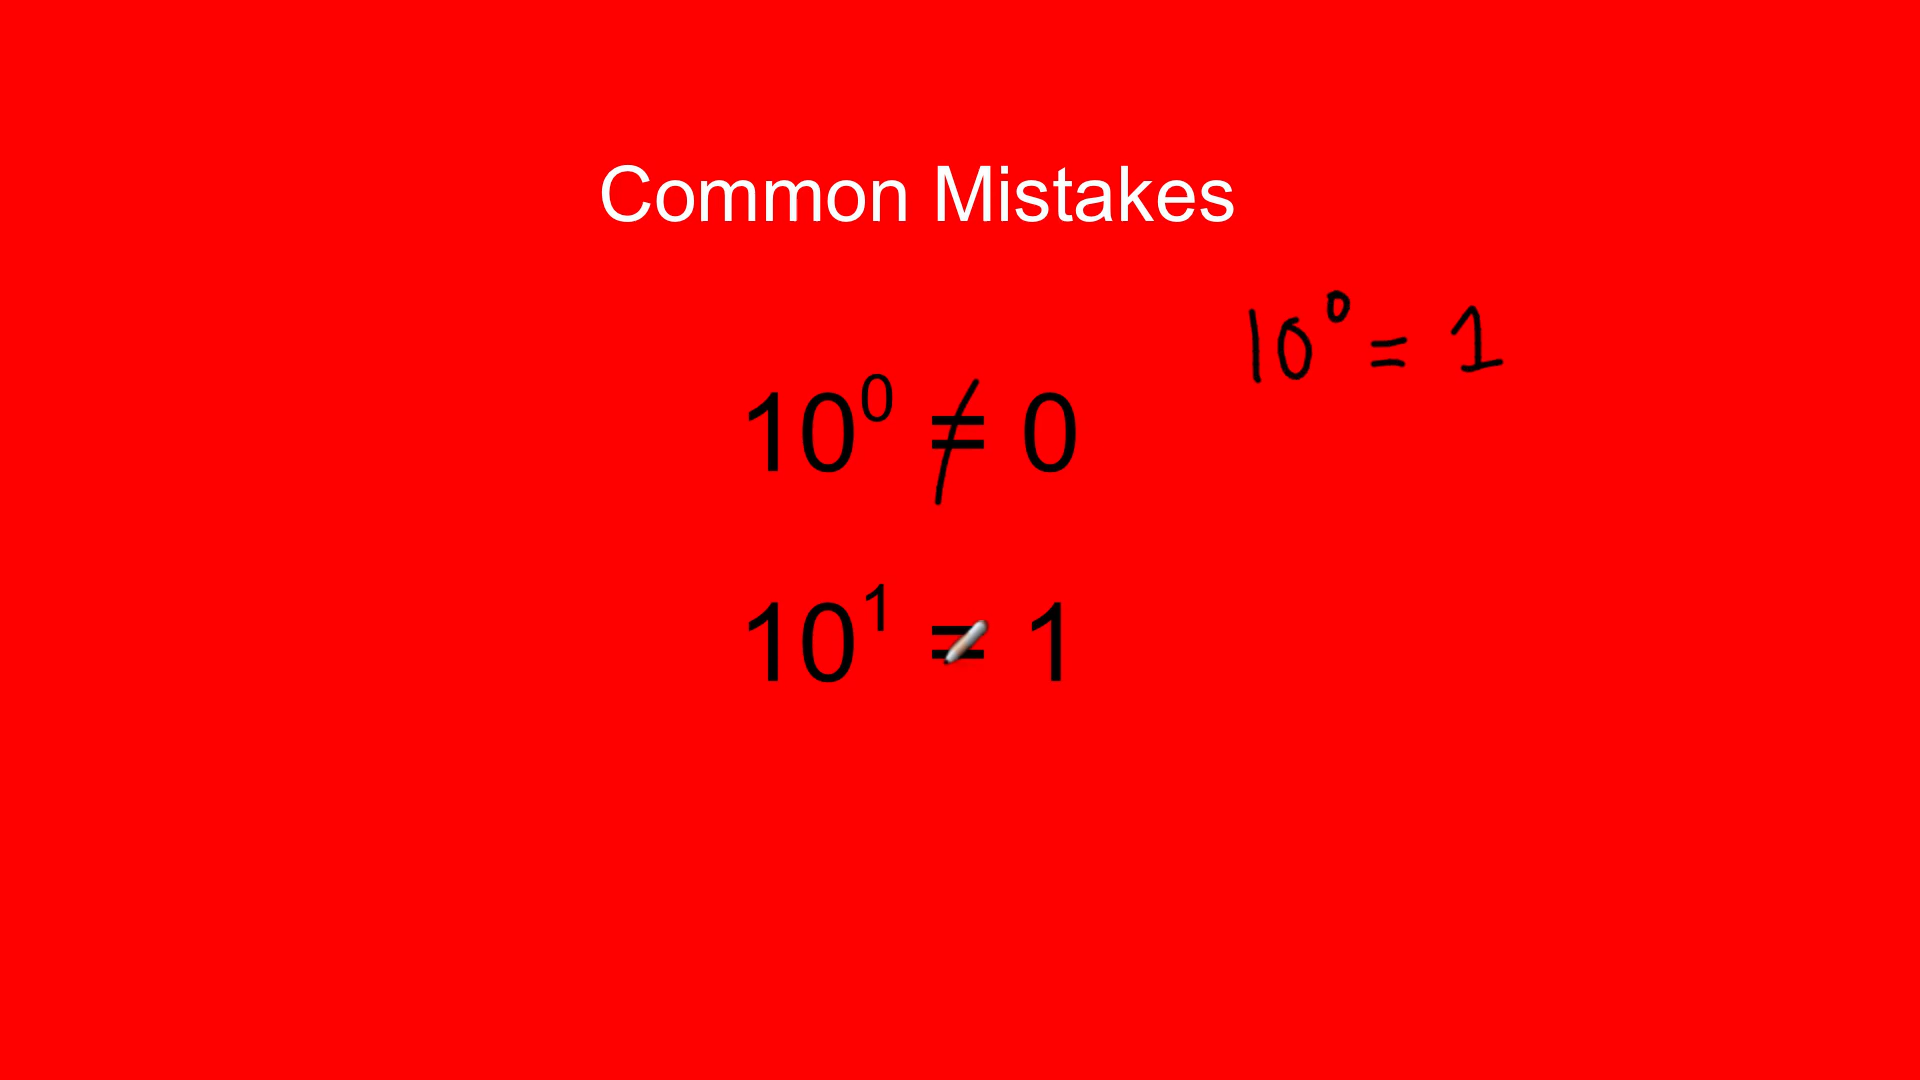 Common Mistakes
10⁰ = 1
10⁰ ≠ 0
10¹ = 1